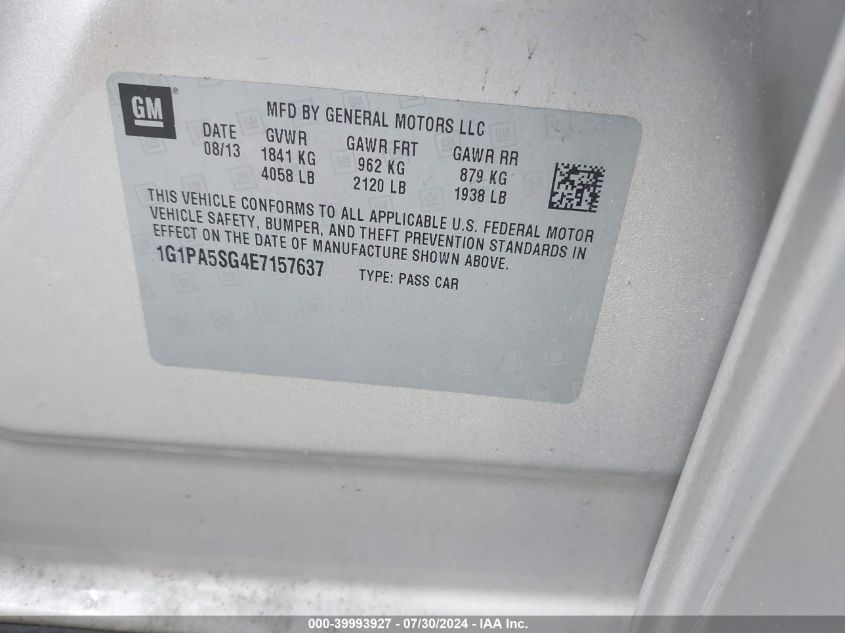 GM
MFD BY GENERAL MOTORS LLC
DATE GVWR GAWR FRT GAWR RR
08/13 1841 KG 962 KG 879 KG
4058 LB 2120 LB 1938 LB
THIS VEHICLE CONFORMS TO ALL APPLICABLE U.S. FEDERAL MOTOR
VEHICLE SAFETY, BUMPER, AND THEFT PREVENTION STANDARDS IN
EFFECT ON THE DATE OF MANUFACTURE SHOWN ABOVE.
1G1PA5SG4E7157637 TYPE: PASS CAR
000-39993927 / 07/30/2024 - IAA Inc.